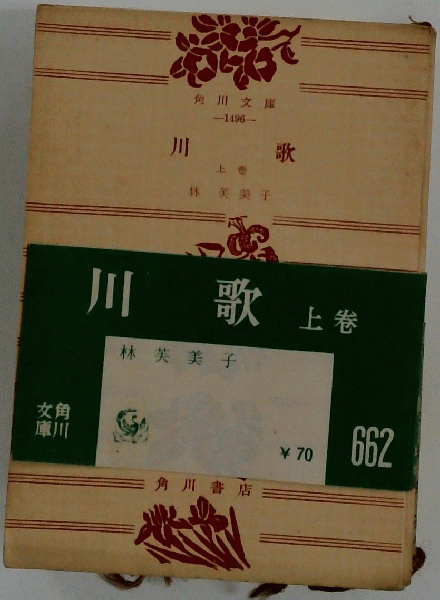 角川文庫
—1496—
川 歌
上巻
林 芙美子
川 歌 上巻
林 芙美子
角川文庫
¥70
662
角川書店